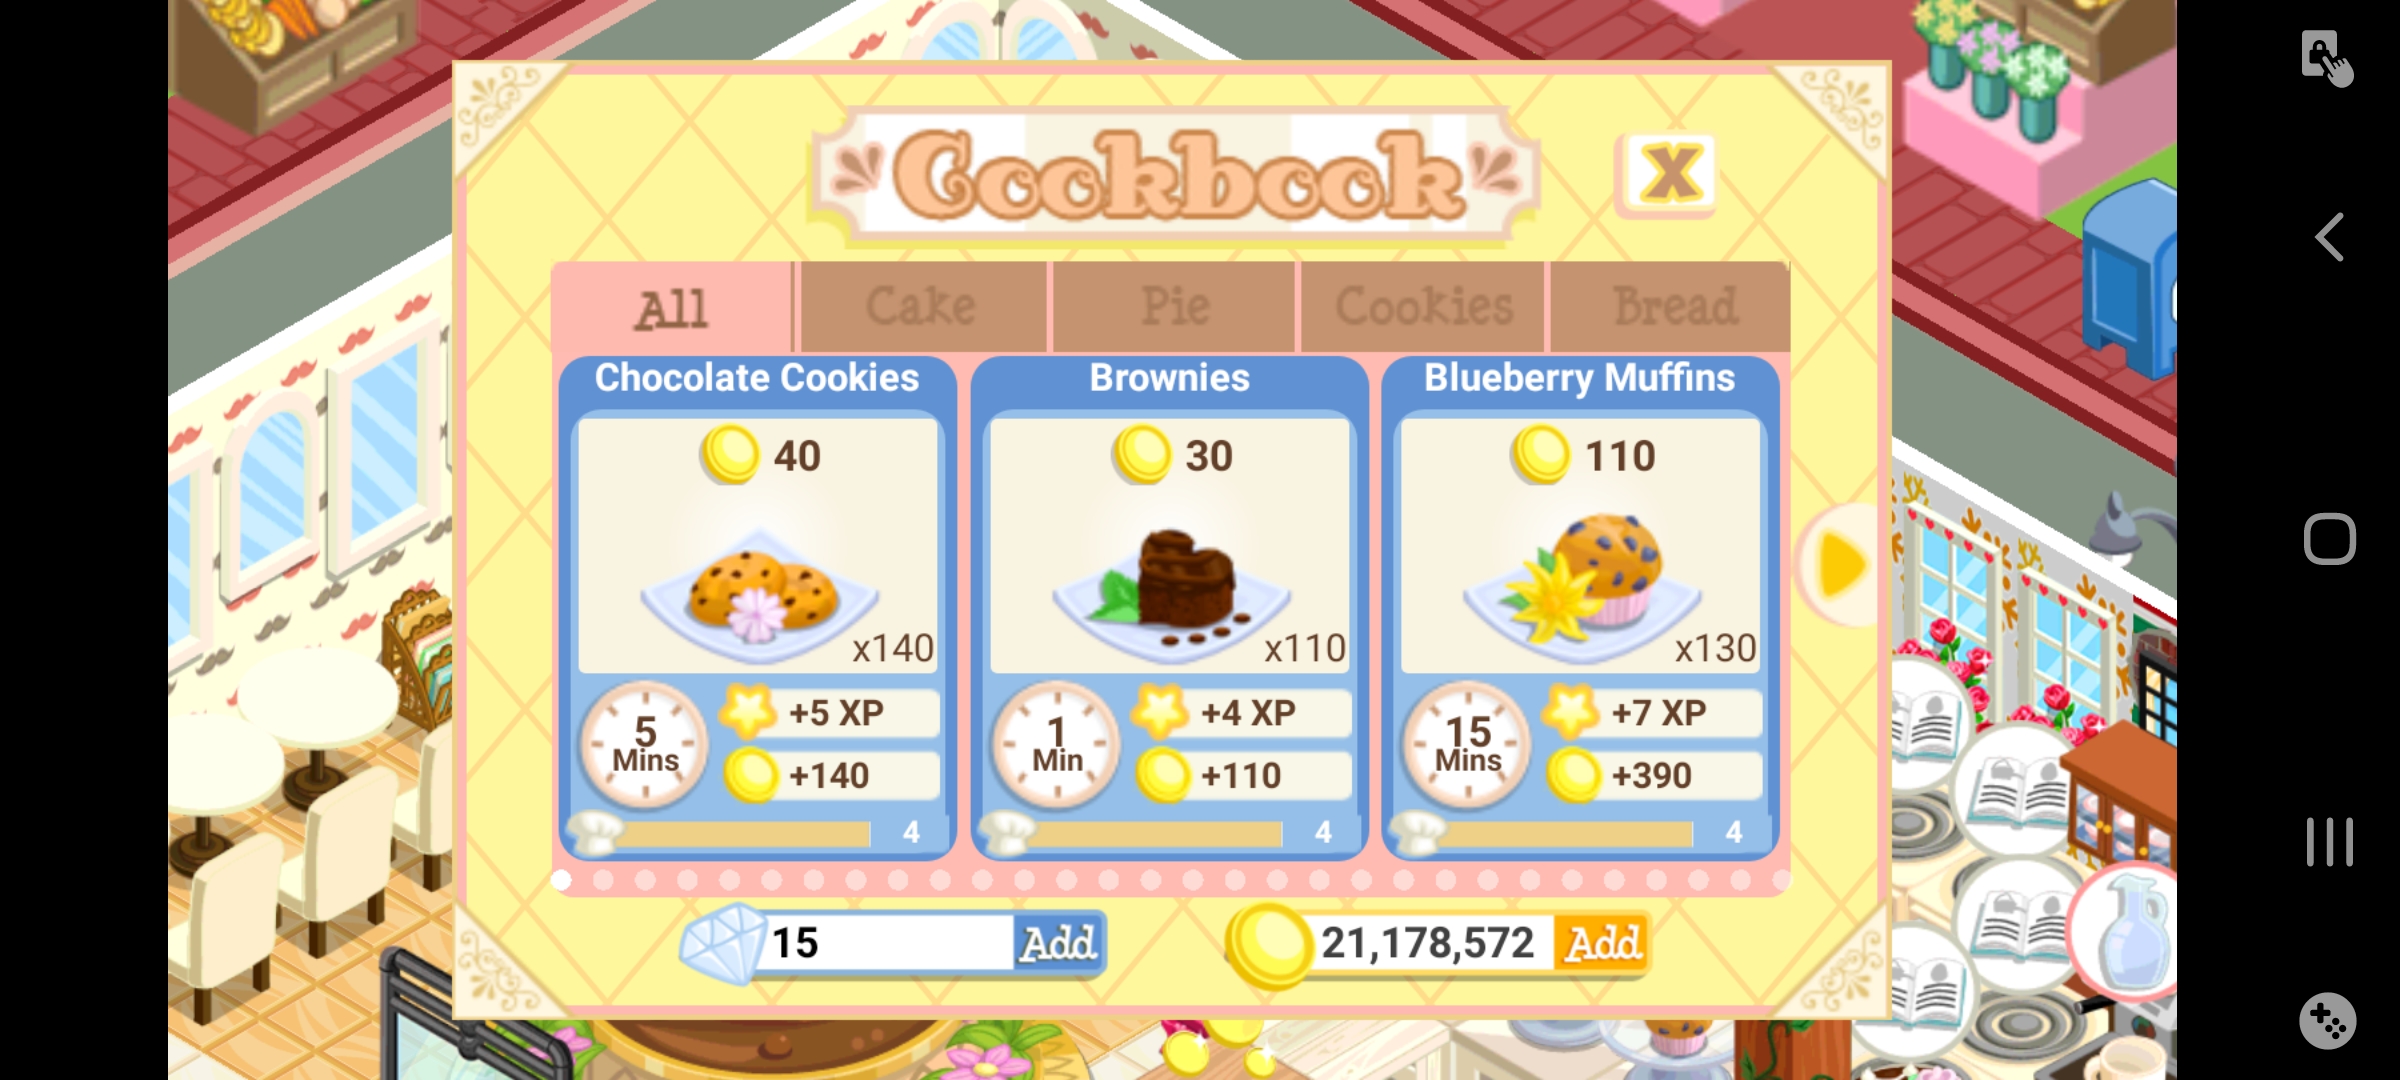 Cookbook
X
All Cake Pie Cookies Bread
Chocolate Cookies Brownies Blueberry Muffins
40 30 110
x140 x110 x130
5 Mins +5 XP 1 Min +4 XP 15 Mins +7 XP
+140 +110 +390
4 4 4
15 Add 21,178,572 Add